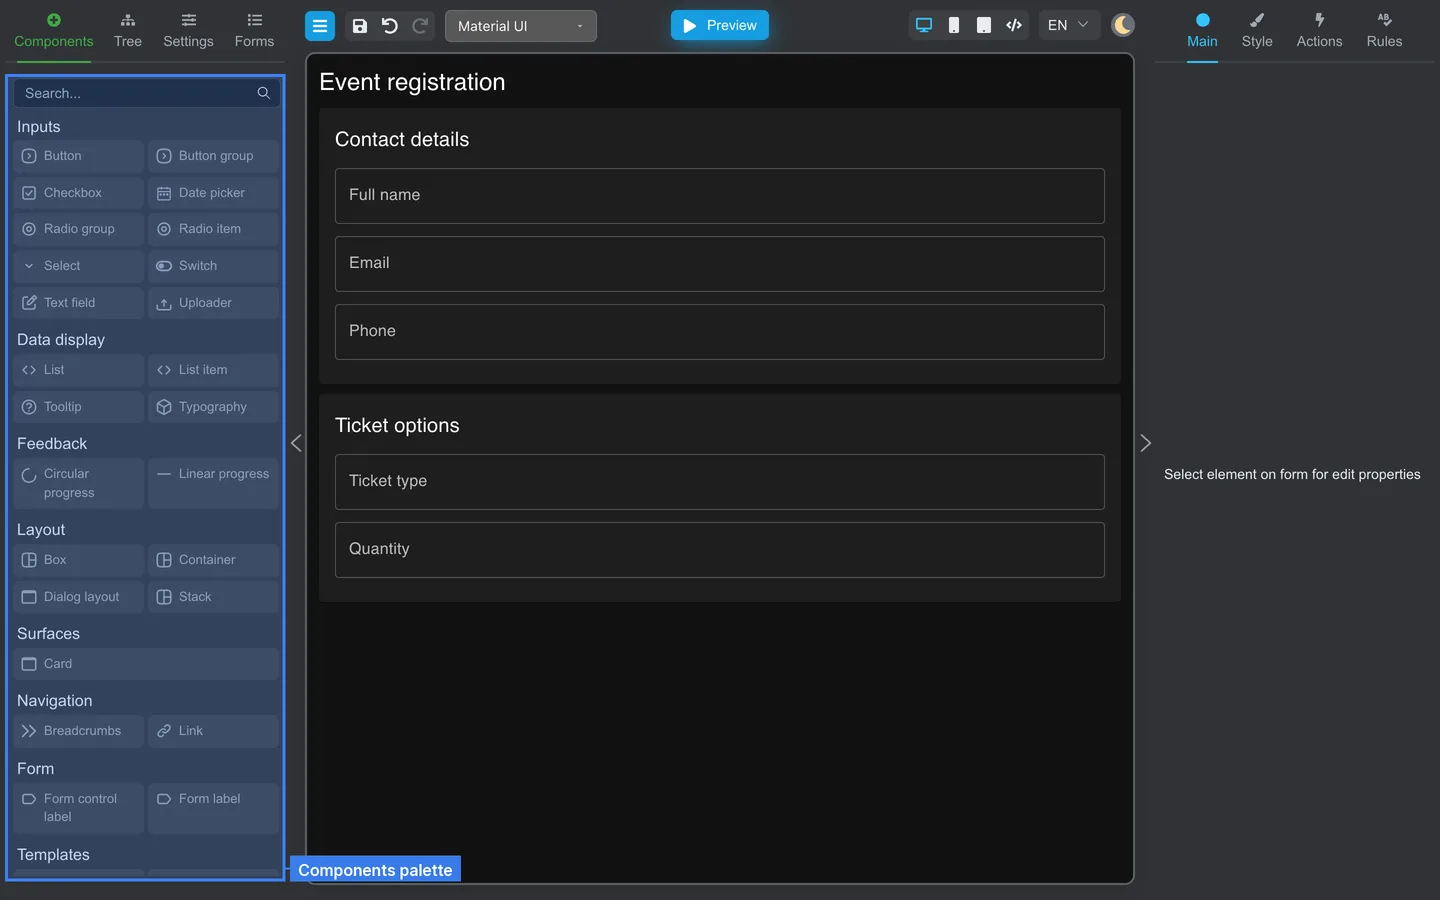 Components
Tree
Settings
Forms
Material UI
Preview
EN
Main
Style
Actions
Rules
Search...
Inputs
Button
Button group
Checkbox
Date picker
Radio group
Radio item
Select
Switch
Text field
Uploader
Data display
List
List item
Tooltip
Typography
Feedback
Circular
progress
Linear progress
Layout
Box
Container
Dialog layout
Stack
Surfaces
Card
Navigation
Breadcrumbs
Link
Form
Form control
label
Form label
Templates
Components palette
Event registration
Contact details
Full name
Email
Phone
Ticket options
Ticket type
Quantity
Select element on form for edit properties